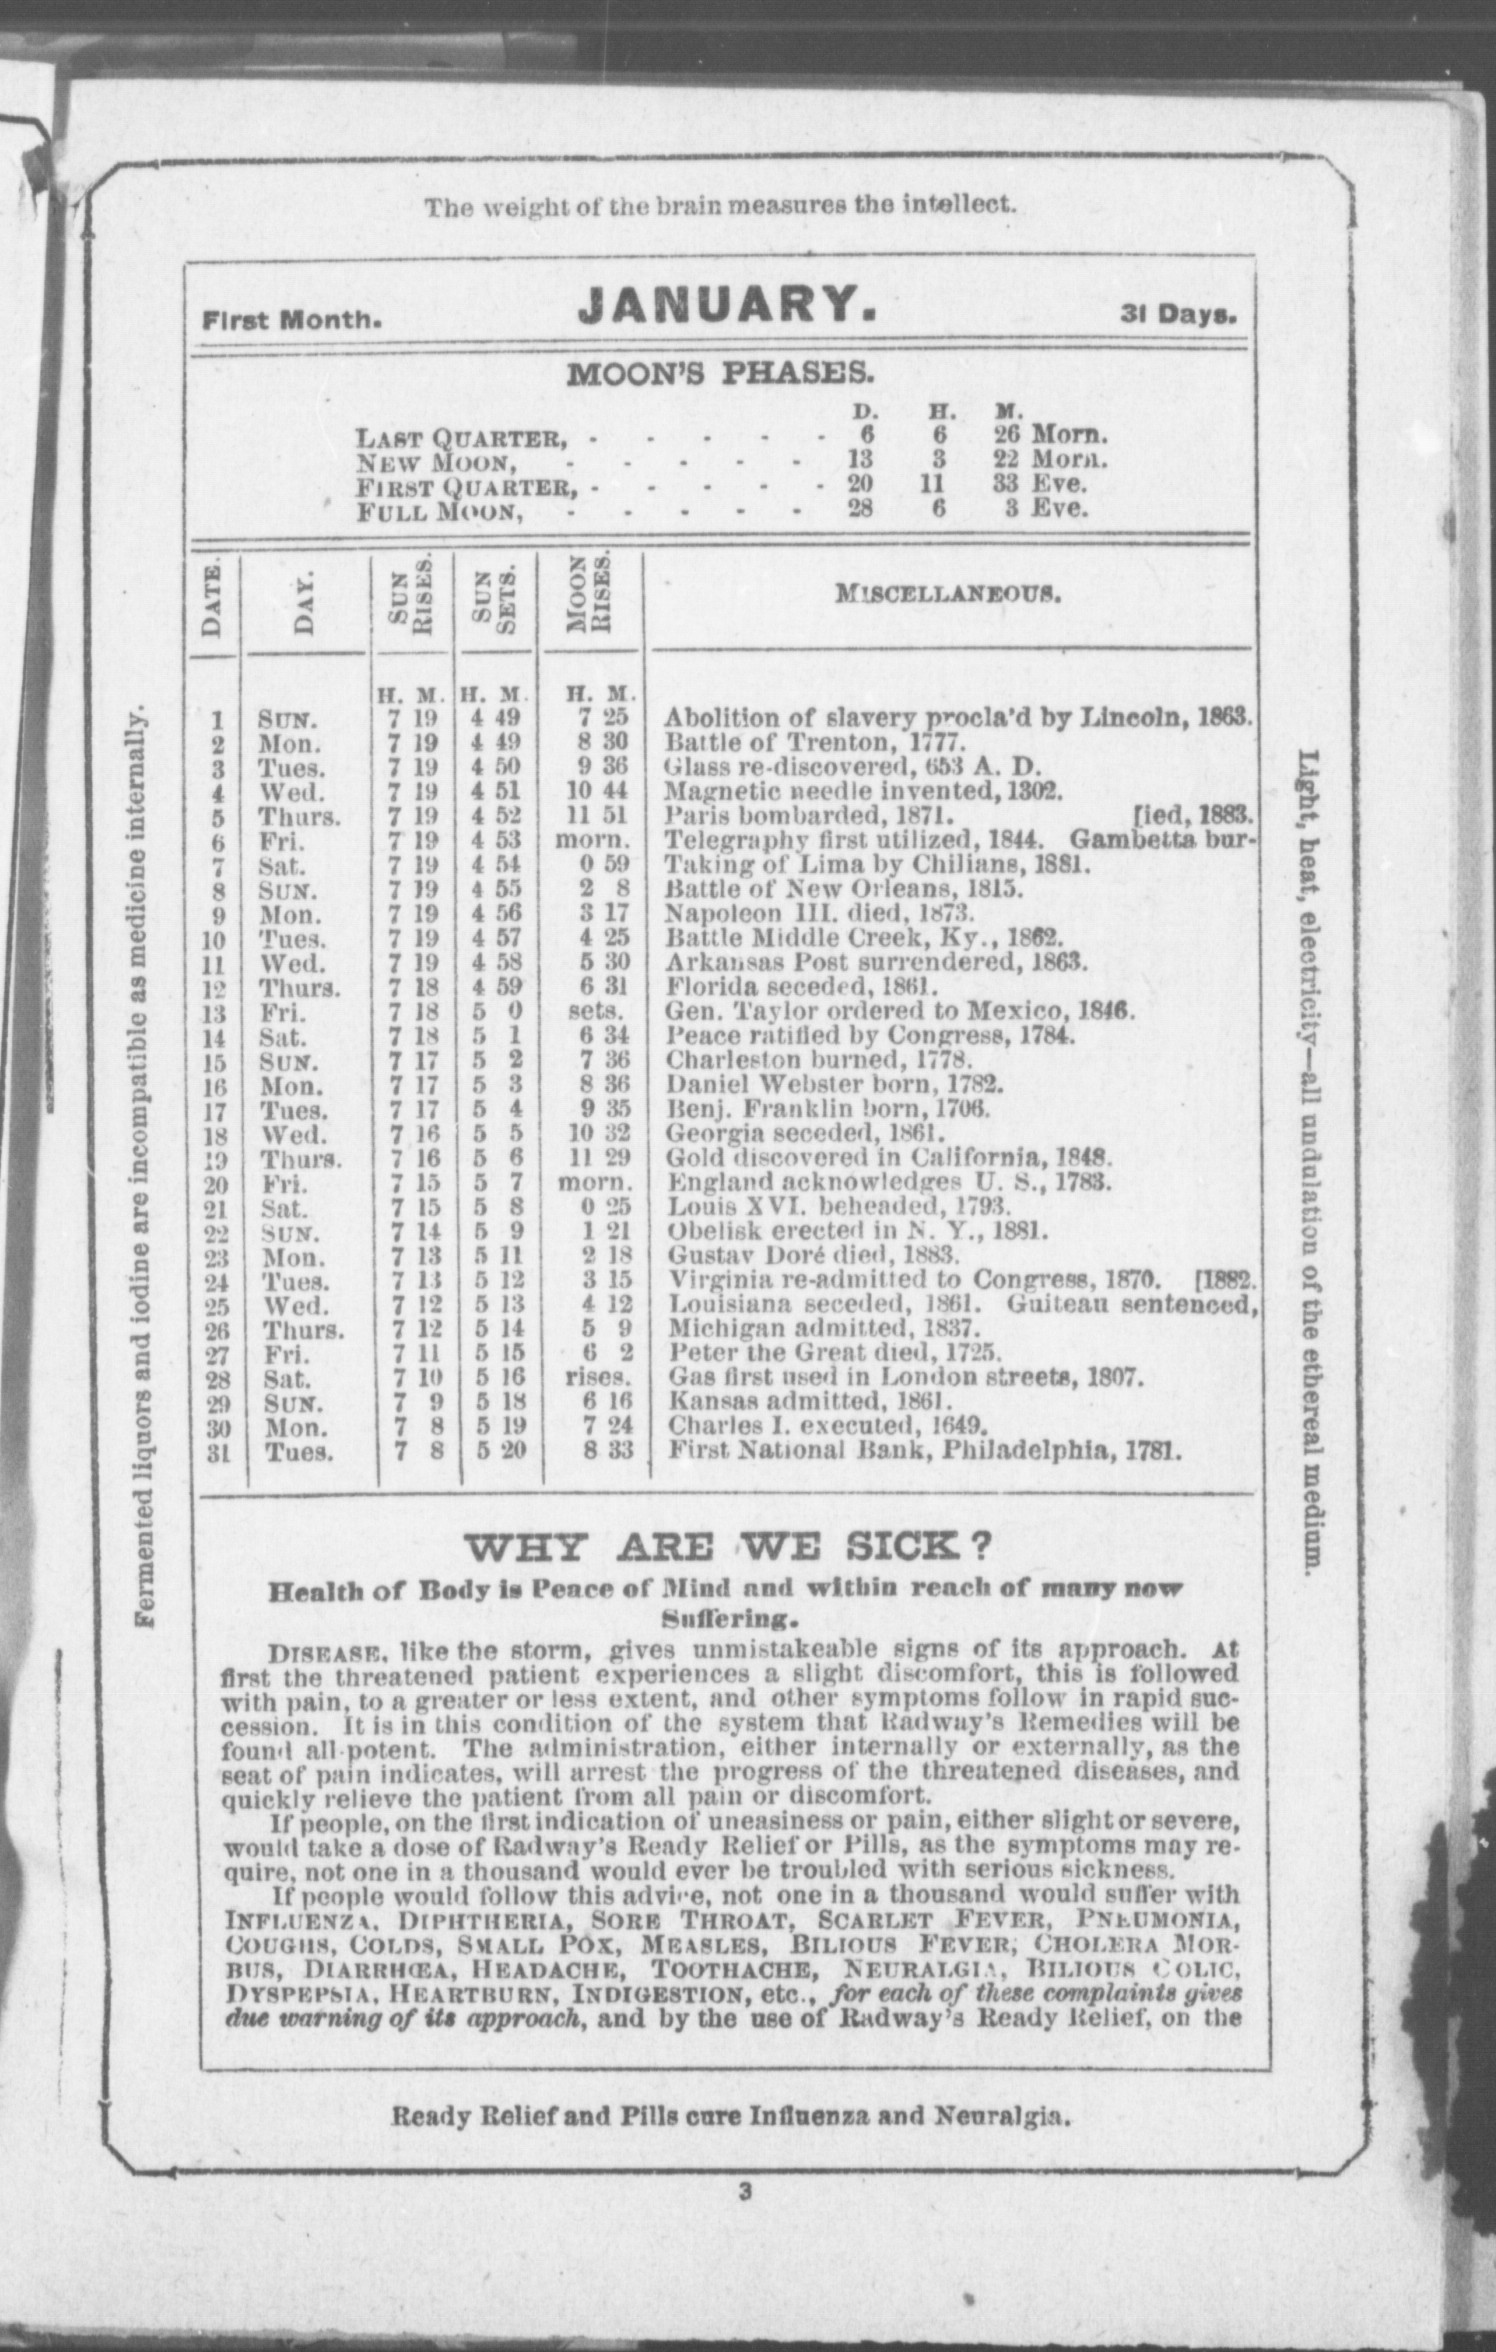 The weight of the brain measures the intellect.
First Month. JANUARY. 31 Days.
MOON'S PHASES.
D. H. M.
LAST QUARTER, - - - - - 6 6 26 Morn.
NEW MOON, - - - - - 13 3 22 Morn.
FIRST QUARTER, - - - - - 20 11 33 Eve.
FULL MOON, - - - - - 28 6 3 Eve.
DATE. DAY. SUN RISES. SUN SETS. MOON RISES. MISCELLANEOUS.
H. M. H. M. H. M.
1 SUN. 7 19 4 49 7 25 Abolition of slavery procla'd by Lincoln, 1863.
2 Mon. 7 19 4 49 8 30 Battle of Trenton, 1777.
3 Tues. 7 19 4 50 9 36 Glass re-discovered, 653 A. D.
4 Wed. 7 19 4 51 10 44 Magnetic needle invented, 1302.
5 Thurs. 7 19 4 52 11 51 Paris bombarded, 1871. [ied, 1883.
6 Fri. 7 19 4 53 morn. Telegraphy first utilized, 1844. Gambetta bur-
7 Sat. 7 19 4 54 0 59 Taking of Lima by Chilians, 1881.
8 SUN. 7 19 4 55 2 8 Battle of New Orleans, 1815.
9 Mon. 7 19 4 56 3 17 Napoleon III. died, 1873.
10 Tues. 7 19 4 57 4 25 Battle Middle Creek, Ky., 1862.
11 Wed. 7 19 4 58 5 30 Arkansas Post surrendered, 1863.
12 Thurs. 7 18 4 59 6 31 Florida seceded, 1861.
13 Fri. 7 18 5 0 sets. Gen. Taylor ordered to Mexico, 1846.
14 Sat. 7 18 5 1 6 34 Peace ratified by Congress, 1784.
15 SUN. 7 17 5 2 7 36 Charleston burned, 1778.
16 Mon. 7 17 5 3 8 36 Daniel Webster born, 1782.
17 Tues. 7 17 5 4 9 35 Benj. Franklin born, 1706.
18 Wed. 7 16 5 5 10 32 Georgia seceded, 1861.
19 Thurs. 7 16 5 6 11 29 Gold discovered in California, 1848.
20 Fri. 7 15 5 7 morn. England acknowledges U. S., 1783.
21 Sat. 7 15 5 8 0 25 Louis XVI. beheaded, 1793.
22 SUN. 7 14 5 9 1 21 Obelisk erected in N. Y., 1881.
23 Mon. 7 13 5 11 2 18 Gustav Doré died, 1883.
24 Tues. 7 13 5 12 3 15 Virginia re-admitted to Congress, 1870. [1882.
25 Wed. 7 12 5 13 4 12 Louisiana seceded, 1861. Guiteau sentenced,
26 Thurs. 7 12 5 14 5 9 Michigan admitted, 1837.
27 Fri. 7 11 5 15 6 2 Peter the Great died, 1725.
28 Sat. 7 10 5 16 rises. Gas first used in London streets, 1807.
29 SUN. 7 9 5 18 6 16 Kansas admitted, 1861.
30 Mon. 7 8 5 19 7 24 Charles I. executed, 1649.
31 Tues. 7 8 5 20 8 33 First National Bank, Philadelphia, 1781.
WHY ARE WE SICK?
Health of Body is Peace of Mind and within reach of many now
Suffering.
DISEASE, like the storm, gives unmistakeable signs of its approach. At
first the threatened patient experiences a slight discomfort, this is followed
with pain, to a greater or less extent, and other symptoms follow in rapid suc-
cession. It is in this condition of the system that Radway's Remedies will be
found all-potent. The administration, either internally or externally, as the
seat of pain indicates, will arrest the progress of the threatened diseases, and
quickly relieve the patient from all pain or discomfort.
If people, on the first indication of uneasiness or pain, either slight or severe,
would take a dose of Radway's Ready Relief or Pills, as the symptoms may re-
quire, not one in a thousand would ever be troubled with serious sickness.
If people would follow this advice, not one in a thousand would suffer with
INFLUENZA, DIPHTHERIA, SORE THROAT, SCARLET FEVER, PNEUMONIA,
COUGHS, COLDS, SMALL POX, MEASLES, BILIOUS FEVER, CHOLERA MOR-
BUS, DIARRHŒA, HEADACHE, TOOTHACHE, NEURALGIA, BILIOUS COLIC,
DYSPEPSIA, HEARTBURN, INDIGESTION, etc., for each of these complaints gives
due warning of its approach, and by the use of Radway's Ready Relief, on the
Fermented liquors and iodine are incompatible as medicine internally.
Light, heat, electricity—all undulation of the ethereal medium.
Ready Relief and Pills cure Influenza and Neuralgia.
3